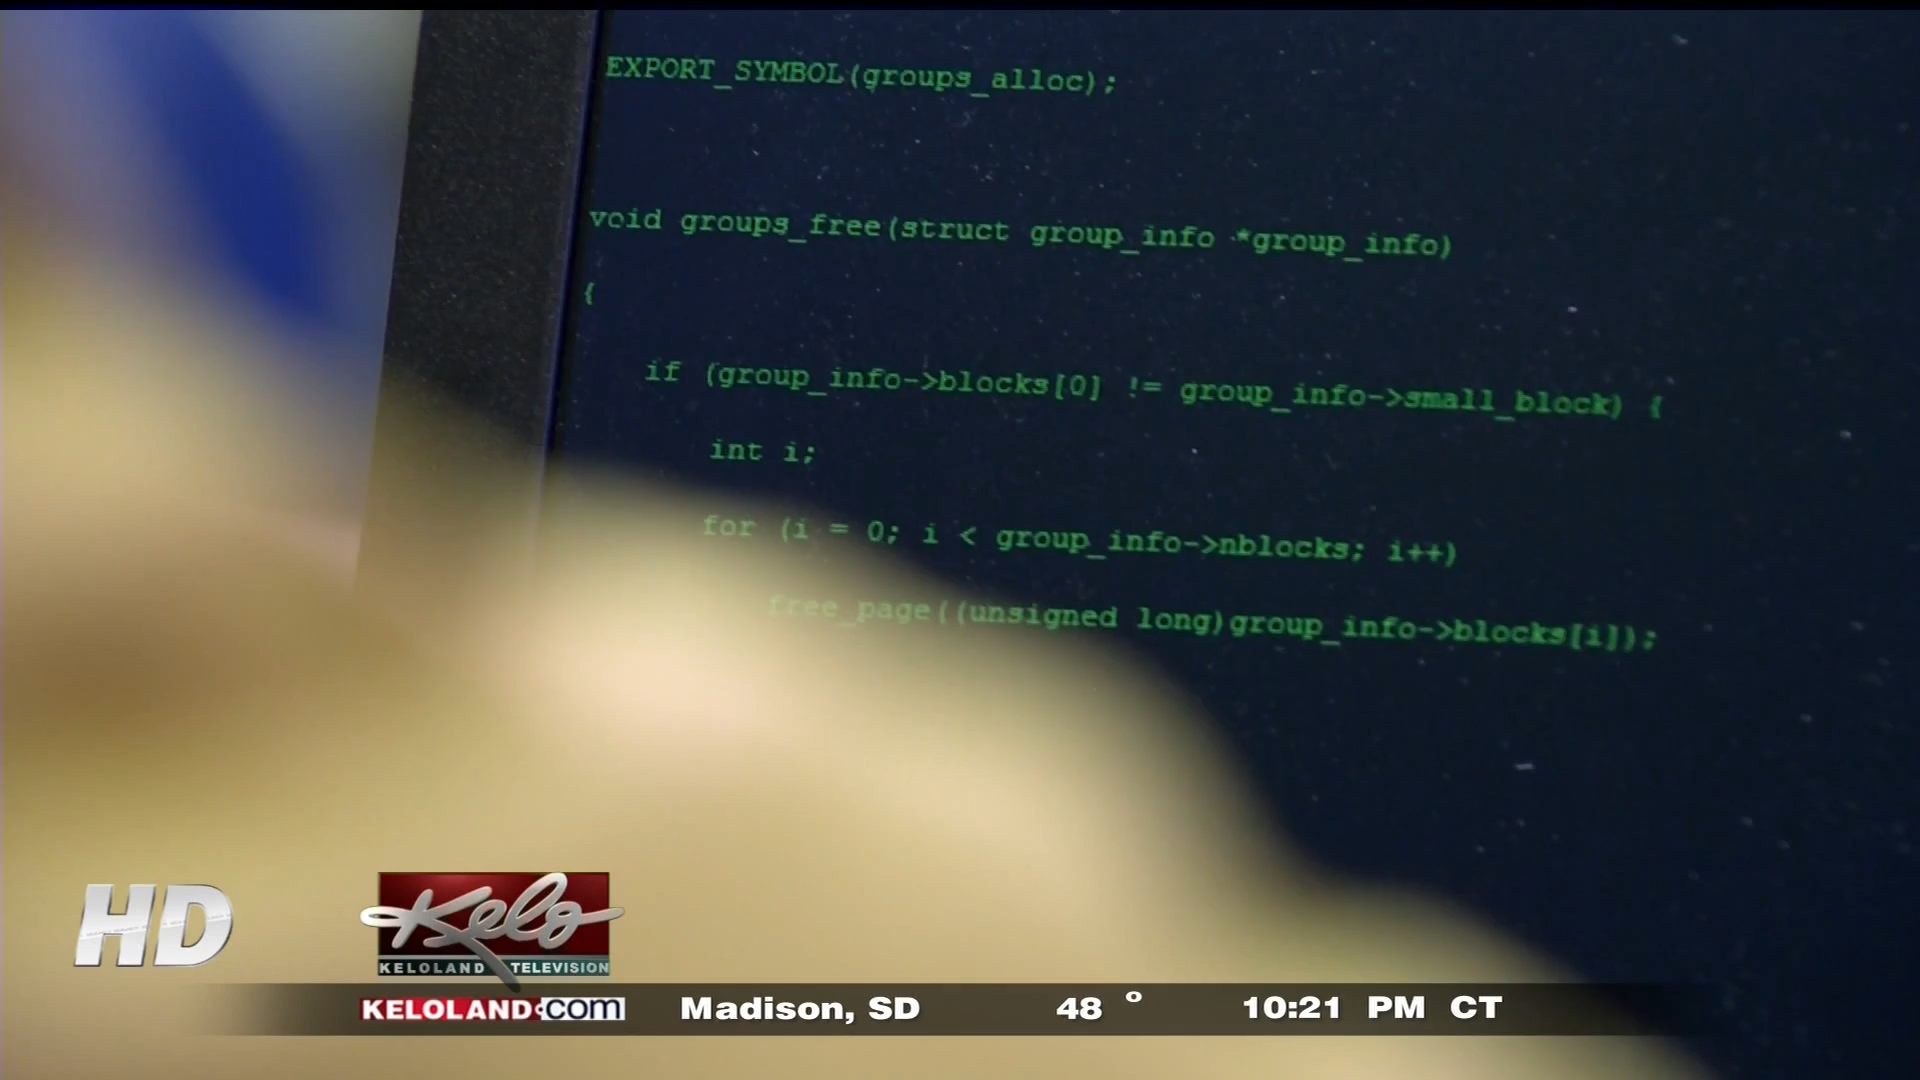 EXPORT_SYMBOL(groups_alloc);
void groups_free(struct group_info *group_info)
{
if (group_info->blocks[0] != group_info->small_block) {
int i;
for (i = 0; i < group_info->nblocks; i++)
free_page((unsigned long)group_info->blocks[i]);
HD
Kelo
KELOLAND TELEVISION
KELOLAND.COM Madison, SD 48 ° 10:21 PM CT